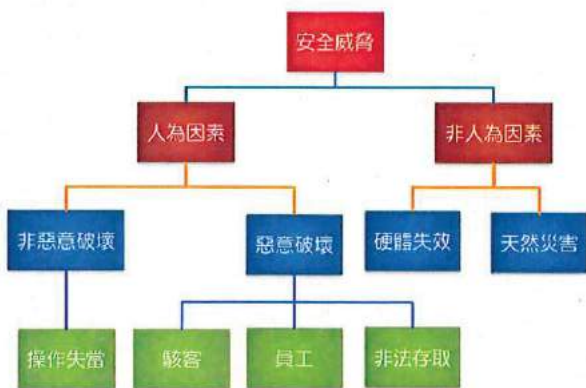 安全威脅
人為因素
非人為因素
非惡意破壞
惡意破壞
硬體失效
天然災害
操作失當
駭客
員工
非法存取